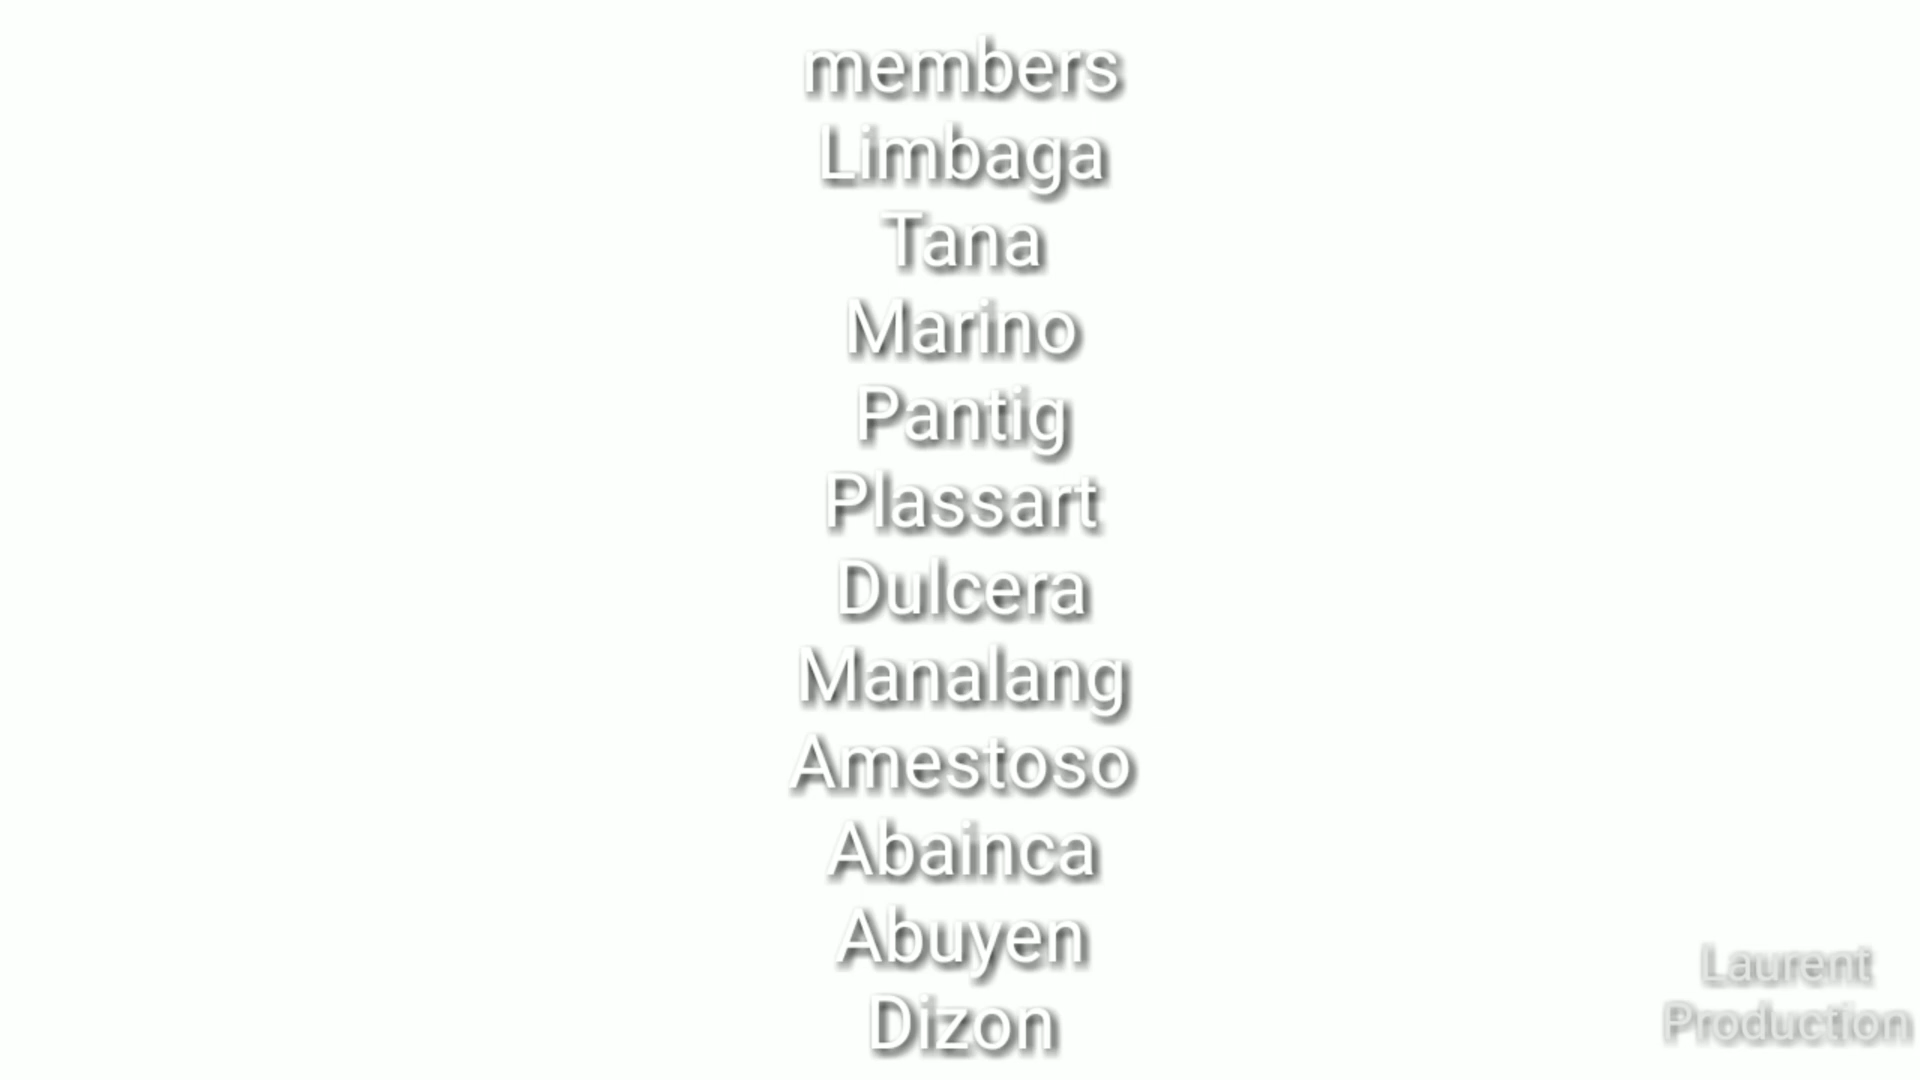 members
Limbaga
Tana
Marino
Pantig
Plassart
Dulcera
Manalang
Amestoso
Abainca
Abuyen
Dizon
Laurent
Production